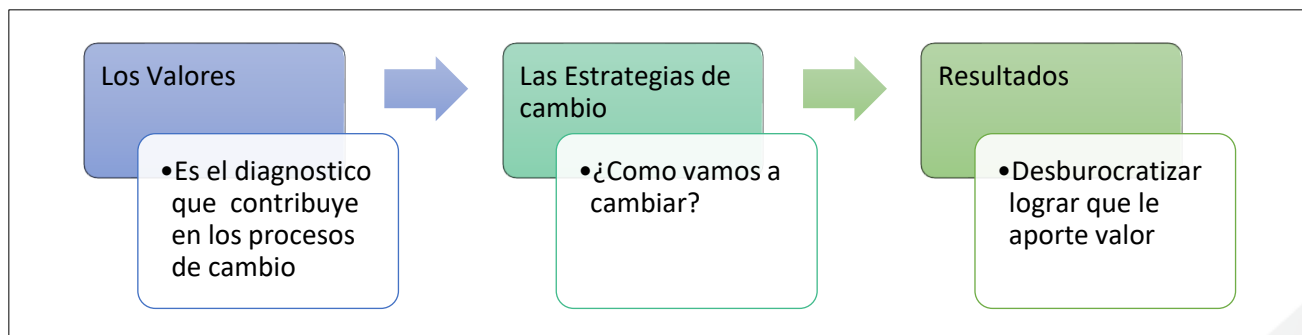 Los Valores
•Es el diagnostico
que contribuye
en los procesos
de cambio
Las Estrategias de
cambio
•¿Como vamos a
cambiar?
Resultados
•Desburocratizar
lograr que le
aporte valor